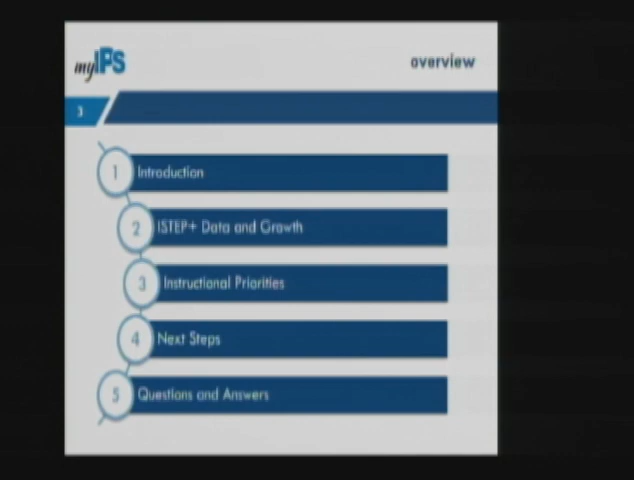 myIPS
overview
3
1 Introduction
2 ISTEP+ Data and Growth
3 Instructional Priorities
4 Next Steps
5 Questions and Answers